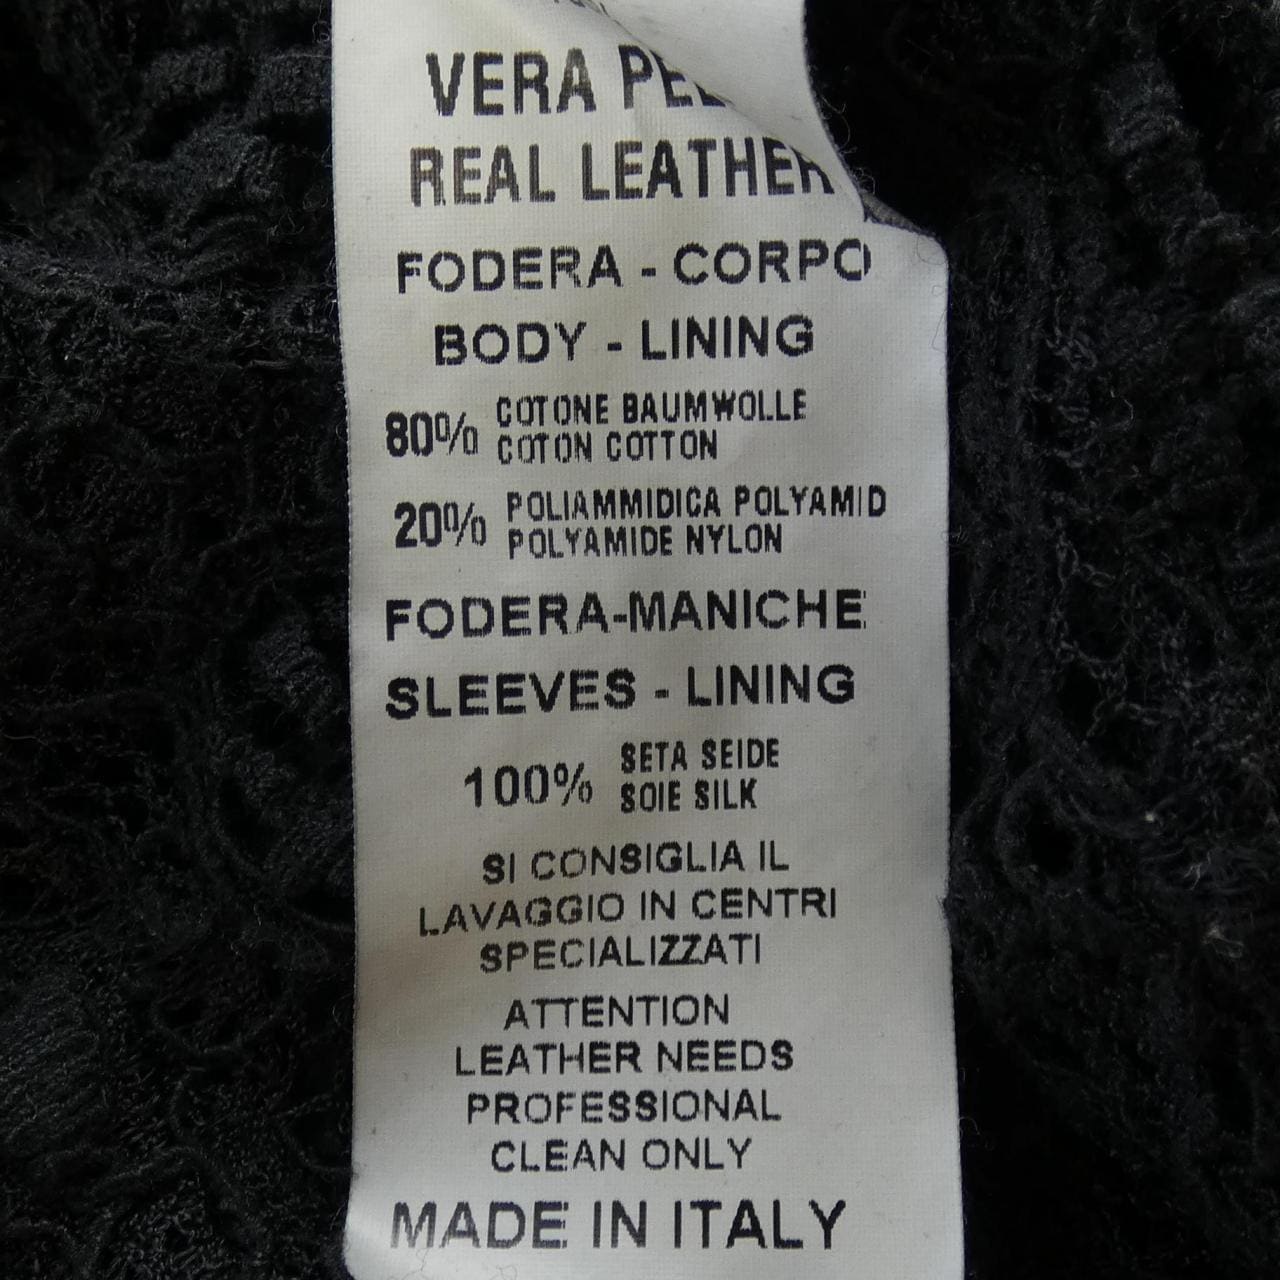 VERA
REAL LEATHER
FODERA - CORPO
BODY - LINING
80% COTONE BAUMWOLLE
COTON COTTON
20% POLIAMMIDICA POLYAMID
POLYAMIDE NYLON
FODERA-MANICHE
SLEEVES - LINING
100% SETA SEIDE
SOIE SILK
SI CONSIGLIA IL
LAVAGGIO IN CENTRI
SPECIALIZZATI
ATTENTION
LEATHER NEEDS
PROFESSIONAL
CLEAN ONLY
MADE IN ITALY